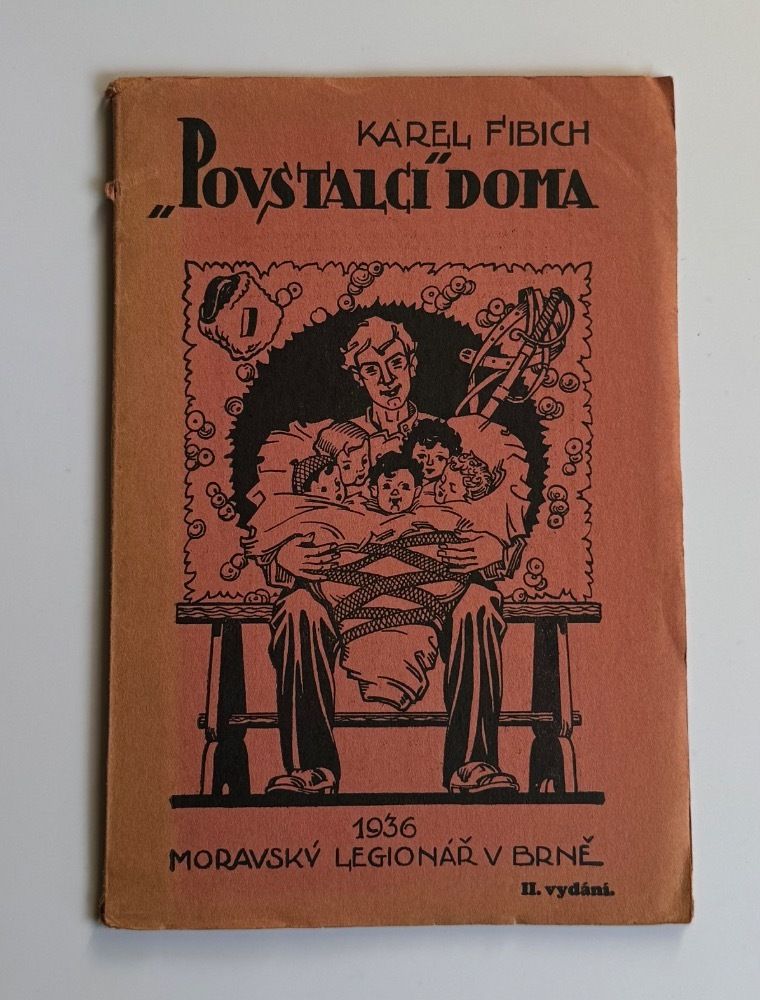 KAREL FIBICH
„POVSTALCI" DOMA
1936
MORAVSKÝ LEGIONÁŘ V BRNĚ
II. vydání.